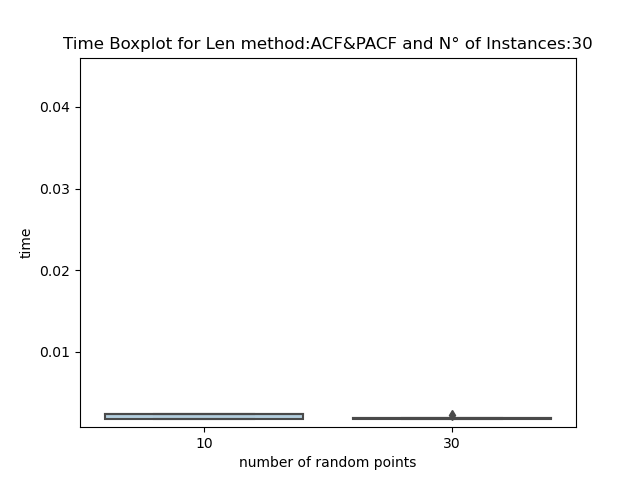 Time Boxplot for Len method:ACF&PACF and N° of Instances:30
0.04
0.03
0.02
0.01
time
10
30
number of random points